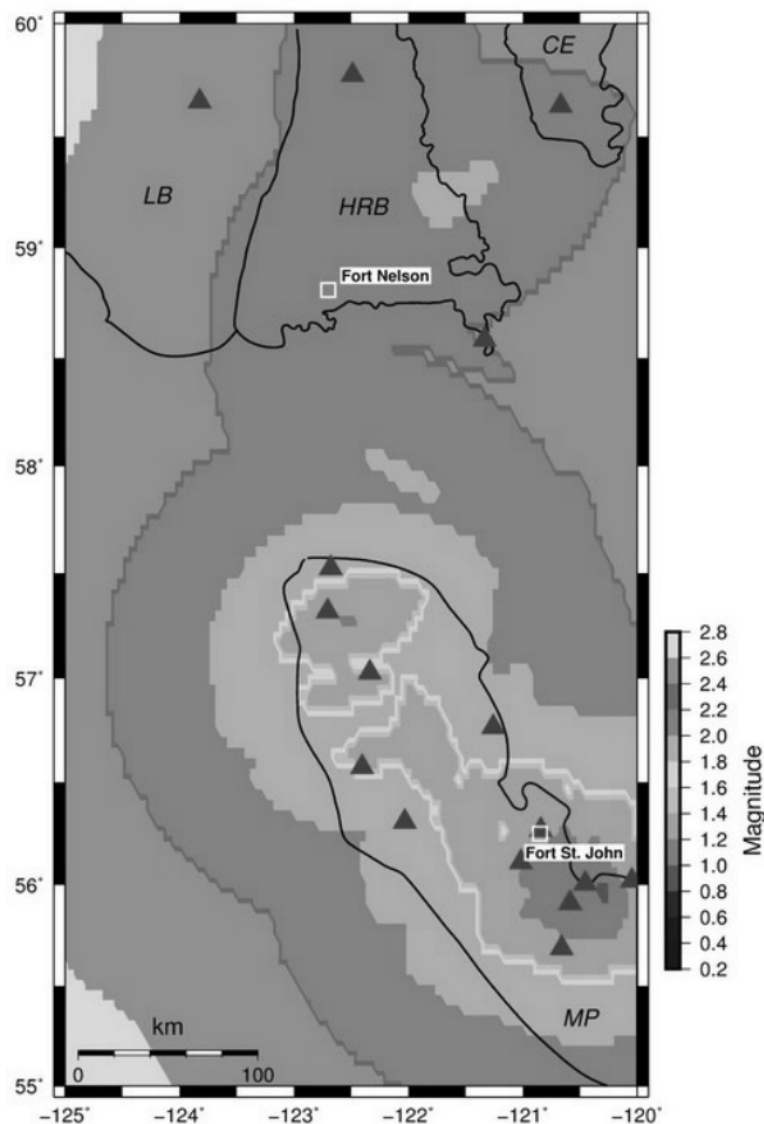 60°
CE
LB
HRB
59°
Fort Nelson
58°
57°
2.8
2.6
2.4
2.2
2.0
1.8
1.6
1.4
1.2
1.0
0.8
0.6
0.4
0.2
Magnitude
Fort St. John
56°
MP
km
0 100
55°
−125° −124° −123° −122° −121° −120°